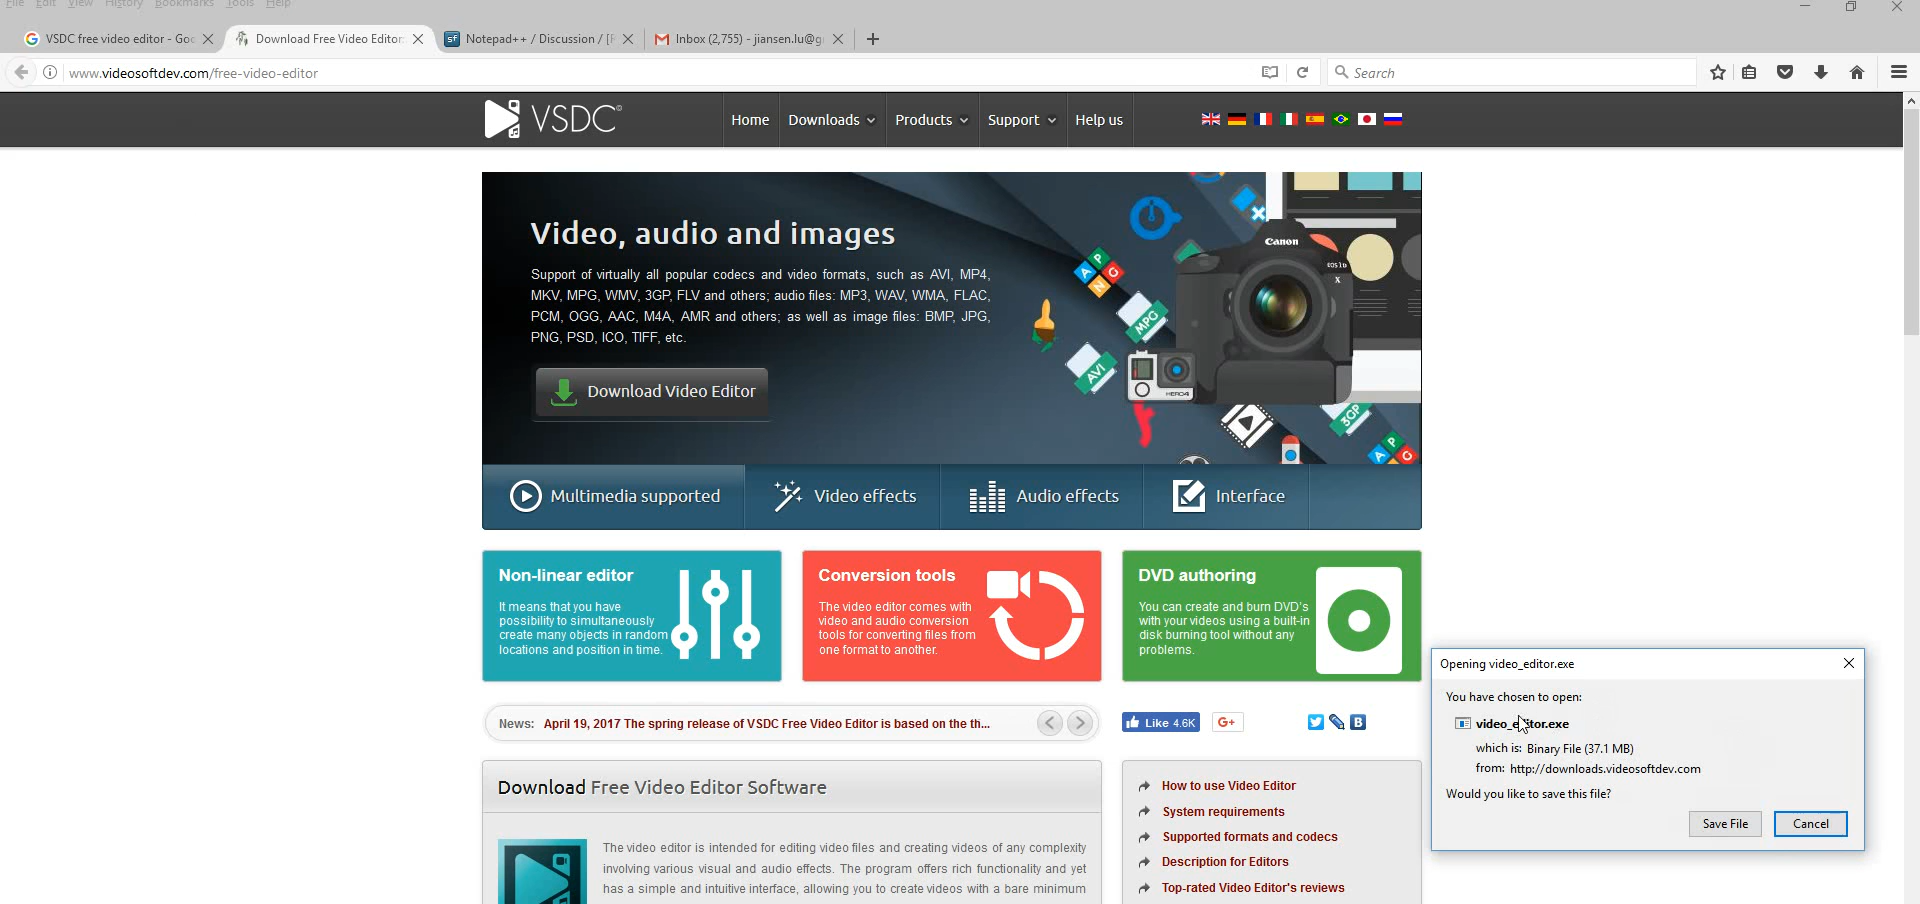 File Edit View History Bookmarks Tools Help
VSDC free video editor - Goo
Download Free Video Editor
Notepad++ / Discussion / [F
Inbox (2,755) - jiansen.lu@g
www.videosoftdev.com/free-video-editor
Search
VSDC
Home
Downloads
Products
Support
Help us
Video, audio and images
Support of virtually all popular codecs and video formats, such as AVI, MP4,
MKV, MPG, WMV, 3GP, FLV and others; audio files: MP3, WAV, WMA, FLAC,
PCM, OGG, AAC, M4A, AMR and others; as well as image files: BMP, JPG,
PNG, PSD, ICO, TIFF, etc.
Download Video Editor
Canon
EOS 1D
X
A P N G
MPG
AVI
HERO4
3GP
A P G
Multimedia supported
Video effects
Audio effects
Interface
Non-linear editor
It means that you have
possibility to simultaneously
create many objects in random
locations and position in time.
Conversion tools
The video editor comes with
video and audio conversion
tools for converting files from
one format to another.
DVD authoring
You can create and burn DVD's
with your videos using a built-in
disk burning tool without any
problems.
News: April 19, 2017 The spring release of VSDC Free Video Editor is based on the th...
Like 4.6K
G+
B
Download Free Video Editor Software
The video editor is intended for editing video files and creating videos of any complexity
involving various visual and audio effects. The program offers rich functionality and yet
has a simple and intuitive interface, allowing you to create videos with a bare minimum
How to use Video Editor
System requirements
Supported formats and codecs
Description for Editors
Top-rated Video Editor's reviews
Opening video_editor.exe
You have chosen to open:
video_editor.exe
which is: Binary File (37.1 MB)
from: http://downloads.videosoftdev.com
Would you like to save this file?
Save File
Cancel